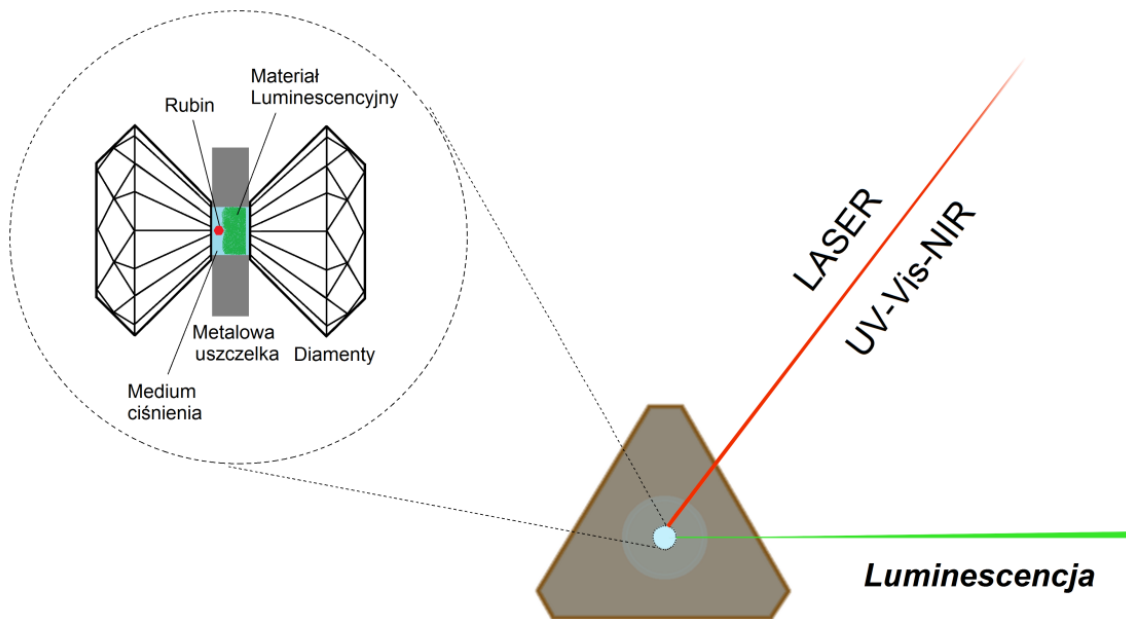 Materiał
Luminescencyjny
Rubin
Metalowa
uszczelka
Diamenty
Medium
ciśnienia
LASER
UV-Vis-NIR
Luminescencja